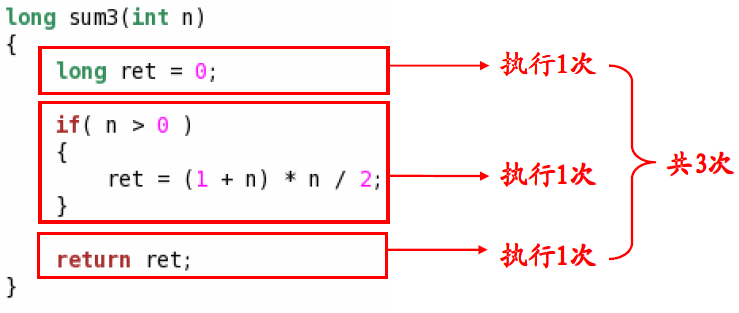 long sum3(int n)
{
long ret = 0;
执行1次
if( n > 0 )
{
ret = (1 + n) * n / 2;
}
执行1次
共3次
return ret;
执行1次
}